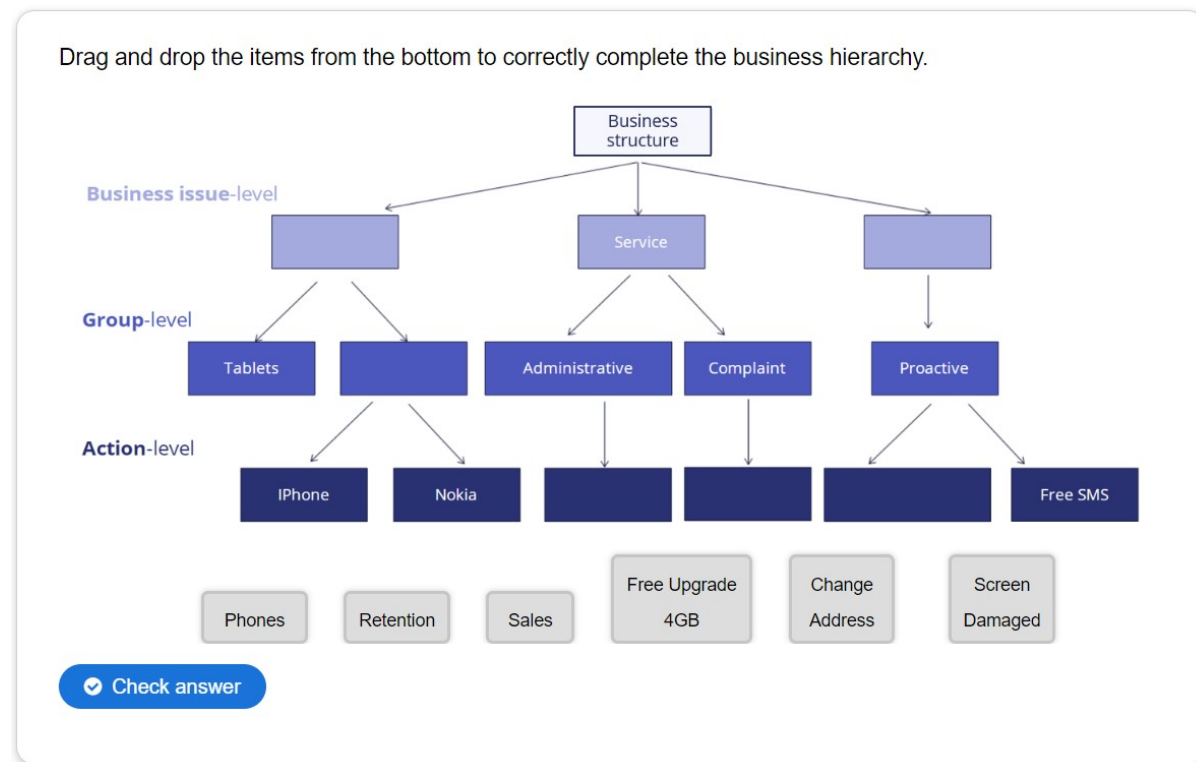 Drag and drop the items from the bottom to correctly complete the business hierarchy.
Business
structure
Business issue-level
Service
Group-level
Tablets
Administrative
Complaint
Proactive
Action-level
IPhone
Nokia
Free SMS
Phones
Retention
Sales
Free Upgrade
4GB
Change
Address
Screen
Damaged
Check answer